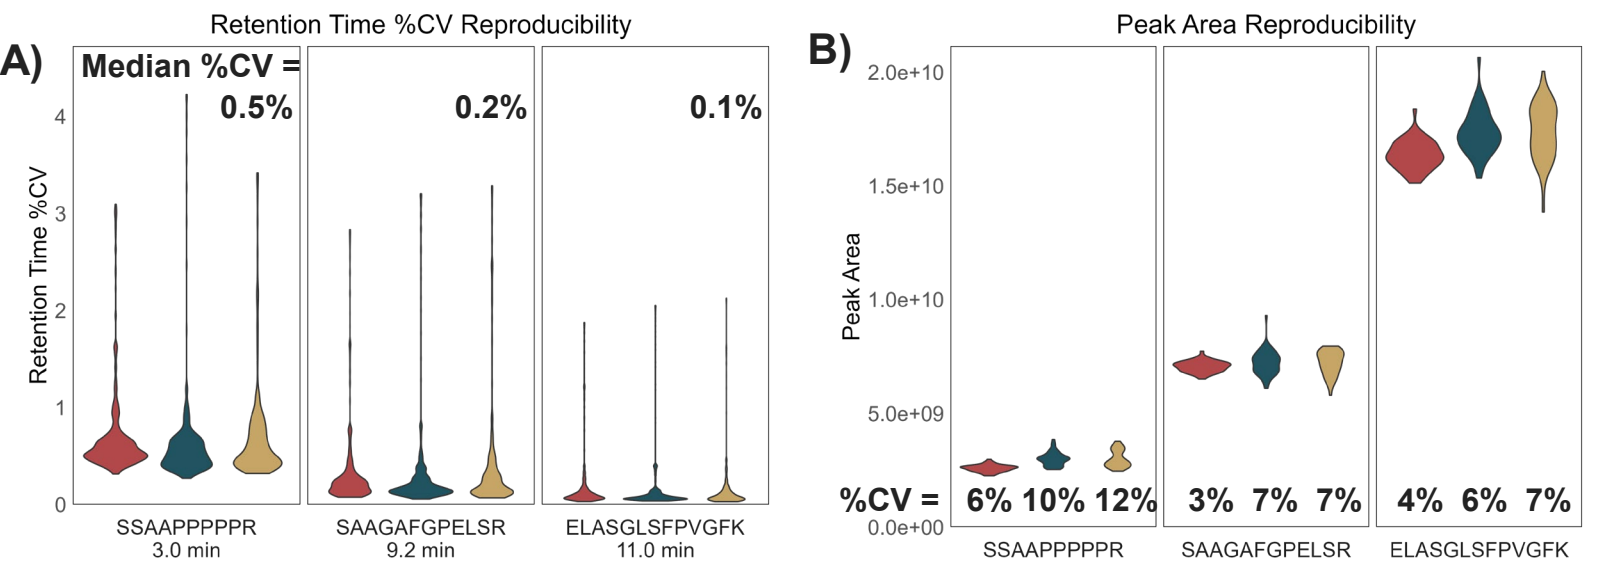 A)
Retention Time %CV Reproducibility
Median %CV =
0.5%
0.2%
0.1%
Retention Time %CV
4
3
2
1
0
SSAAPPPPPR
3.0 min
SAAGAFGPELSR
9.2 min
ELASGLSFPVGFK
11.0 min
B)
Peak Area Reproducibility
Peak Area
2.0e+10
1.5e+10
1.0e+10
5.0e+09
0.0e+00
%CV = 6% 10% 12% 3% 7% 7% 4% 6% 7%
SSAAPPPPPR
SAAGAFGPELSR
ELASGLSFPVGFK